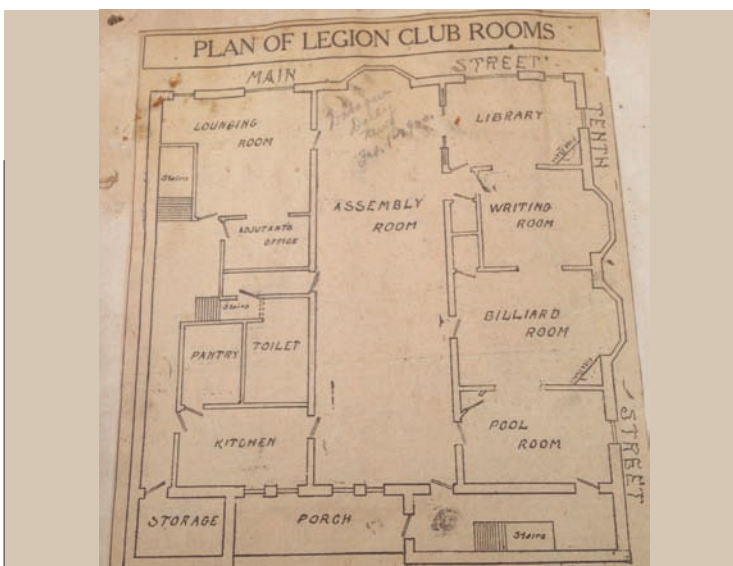 PLAN OF LEGION CLUB ROOMS
MAIN STREET
LOUNGING
ROOM
LIBRARY
TENTH
STREET
Stairs
ASSEMBLY
ROOM
WRITING
ROOM
ADJUTANTS
OFFICE
Stairs
BILLIARD
ROOM
PANTRY
TOILET
POOL
ROOM
KITCHEN
STORAGE
PORCH
Stairs